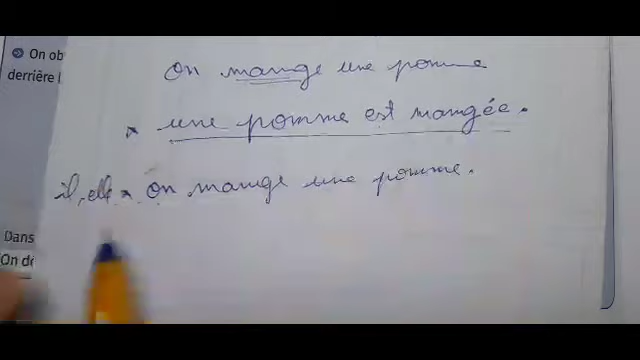 On ob
derrière l
On mange une pomme
× une pomme est mangée.
il, elle × On mange une pomme.
Dans
On de